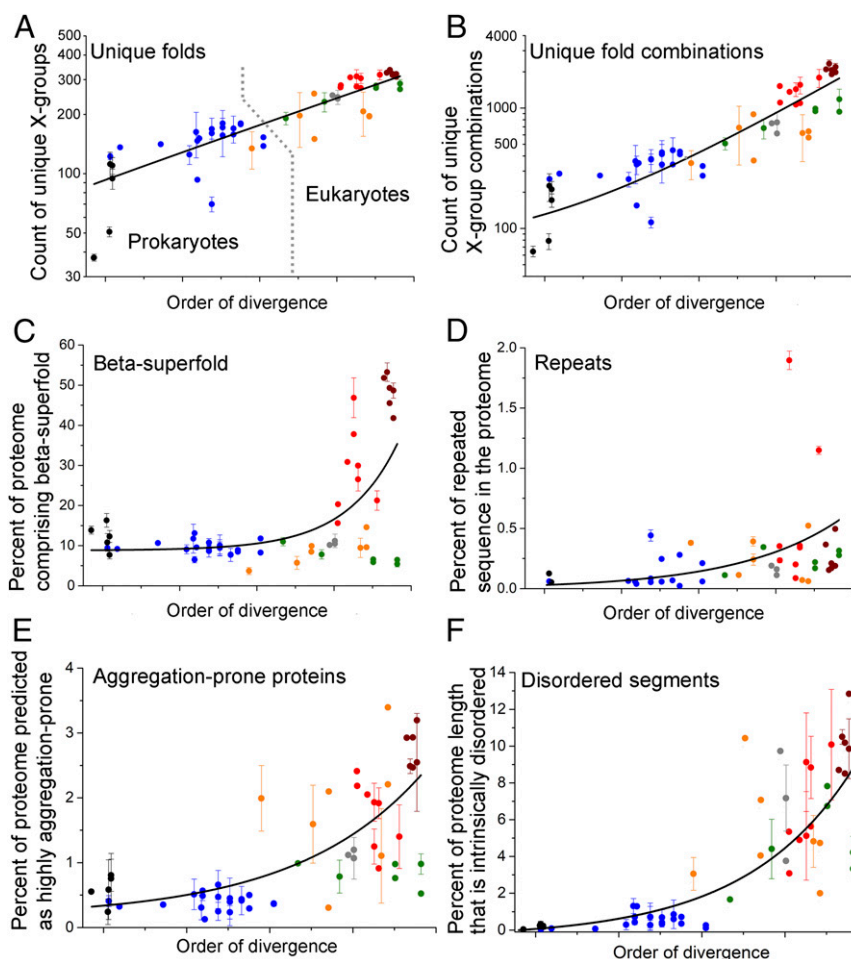 A
Unique folds
500
300
200
100
50
30
Count of unique X-groups
Prokaryotes
Eukaryotes
Order of divergence
B
Unique fold combinations
4000
1000
500
100
Count of unique
X-group combinations
Order of divergence
C
Beta-superfold
60
50
40
30
20
10
0
Percent of proteome
comprising beta-superfold
Order of divergence
D
Repeats
2.0
1.5
1.0
0.5
0.0
Percent of repeated
sequence in the proteome
Order of divergence
E
Aggregation-prone proteins
4
3
2
1
0
Percent of proteome predicted
as highly aggregation-prone
Order of divergence
F
Disordered segments
14
12
10
8
6
4
2
0
Percent of proteome length
that is intrinsically disordered
Order of divergence